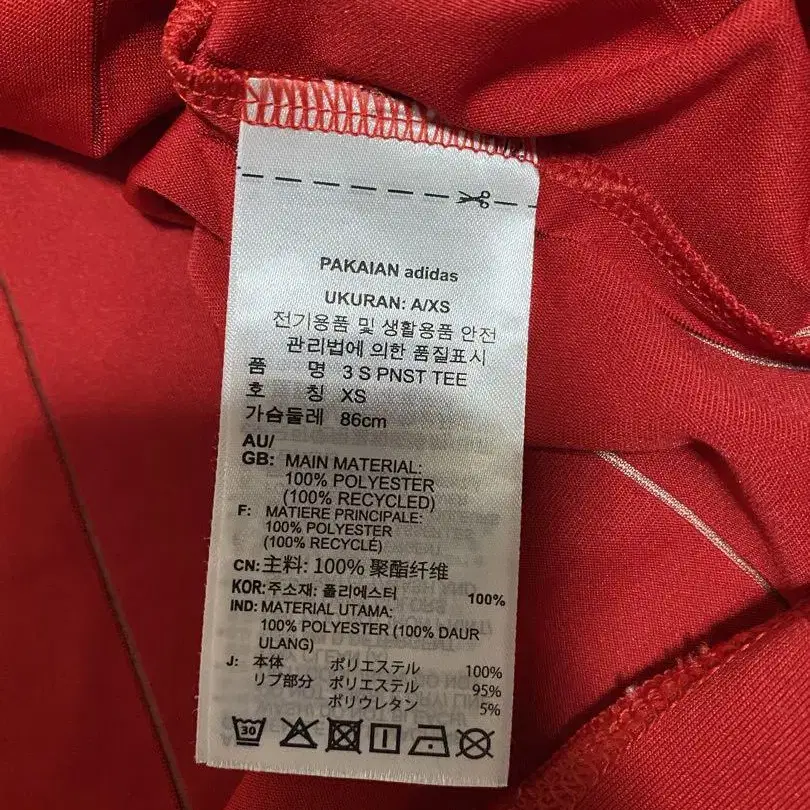 PAKAIAN adidas
UKURAN: A/XS
전기용품 및 생활용품 안전
관리법에 의한 품질표시
품 명 3 S PNST TEE
호 칭 XS
가슴둘레 86cm
AU/
GB: MAIN MATERIAL:
100% POLYESTER
(100% RECYCLED)
F: MATIERE PRINCIPALE:
100% POLYESTER
(100% RECYCLÉ)
CN: 主料: 100% 聚酯纤维
KOR: 주소재: 폴리에스터 100%
IND: MATERIAL UTAMA:
100% POLYESTER (100% DAUR
ULANG)
J: 本体 ポリエステル 100%
リブ部分 ポリエステル 95%
ポリウレタン 5%
30